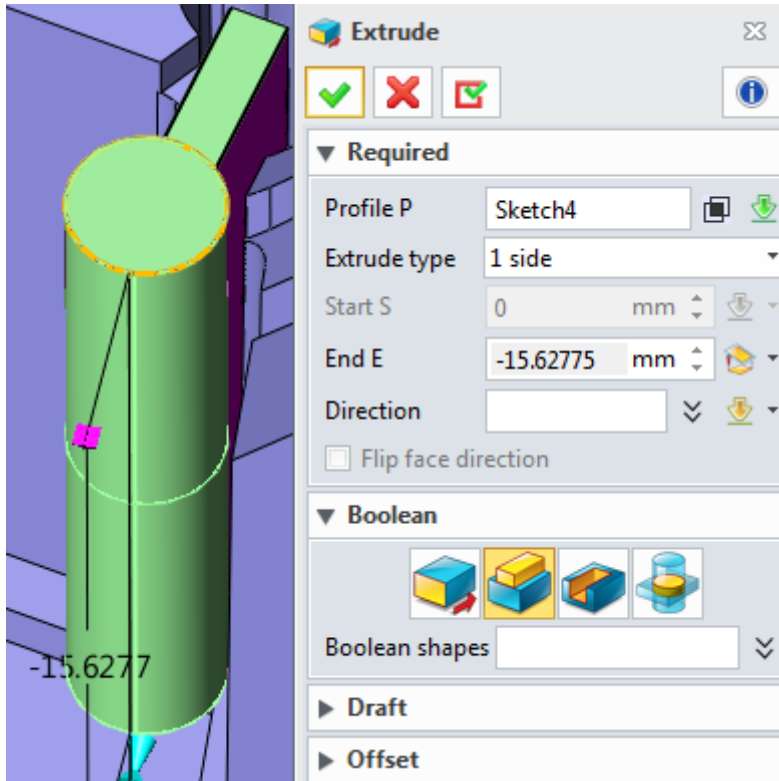 Extrude
Required
Profile P Sketch4
Extrude type 1 side
Start S 0 mm
End E -15.62775 mm
Direction
Flip face direction
Boolean
Boolean shapes
Draft
Offset
-15.6277